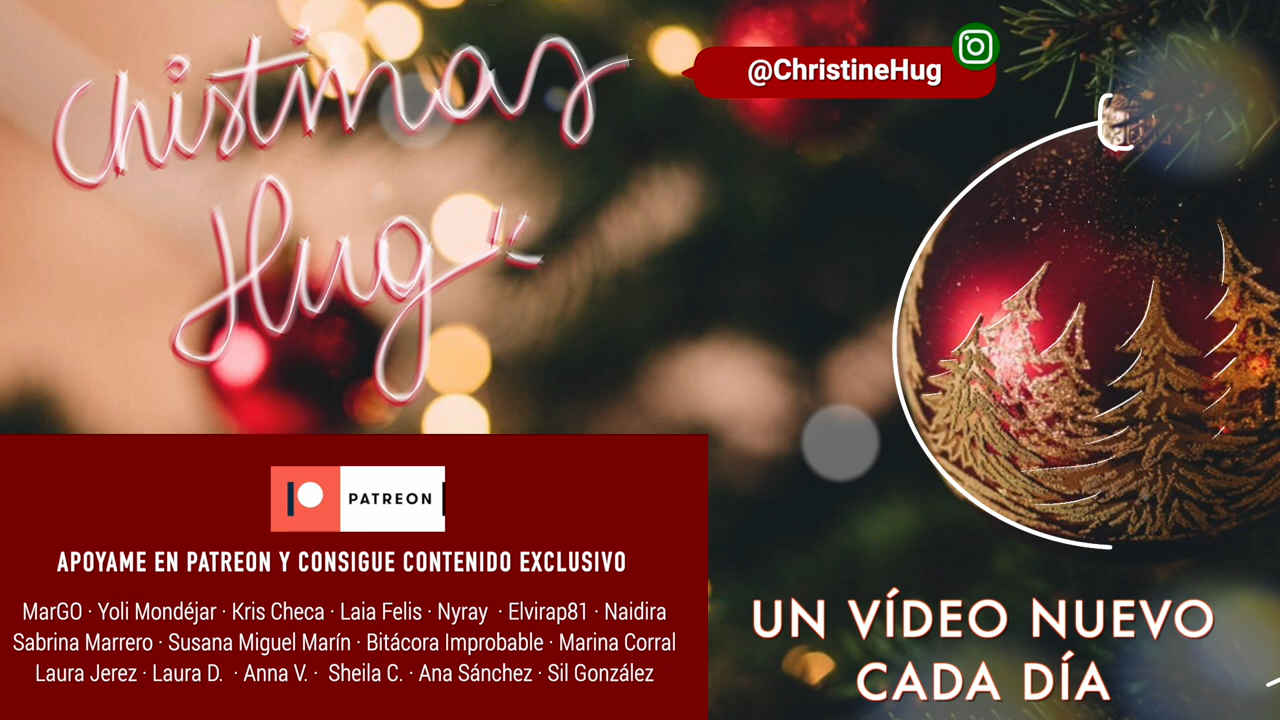 Chistmas
Hug
@ChristineHug
PATREON
APOYAME EN PATREON Y CONSIGUE CONTENIDO EXCLUSIVO
MarGO · Yoli Mondéjar · Kris Checa · Laia Felis · Nyray · Elvirap81 · Naidira
Sabrina Marrero · Susana Miguel Marín · Bitácora Improbable · Marina Corral
Laura Jerez · Laura D. · Anna V. · Sheila C. · Ana Sánchez · Sil González
UN VÍDEO NUEVO
CADA DÍA